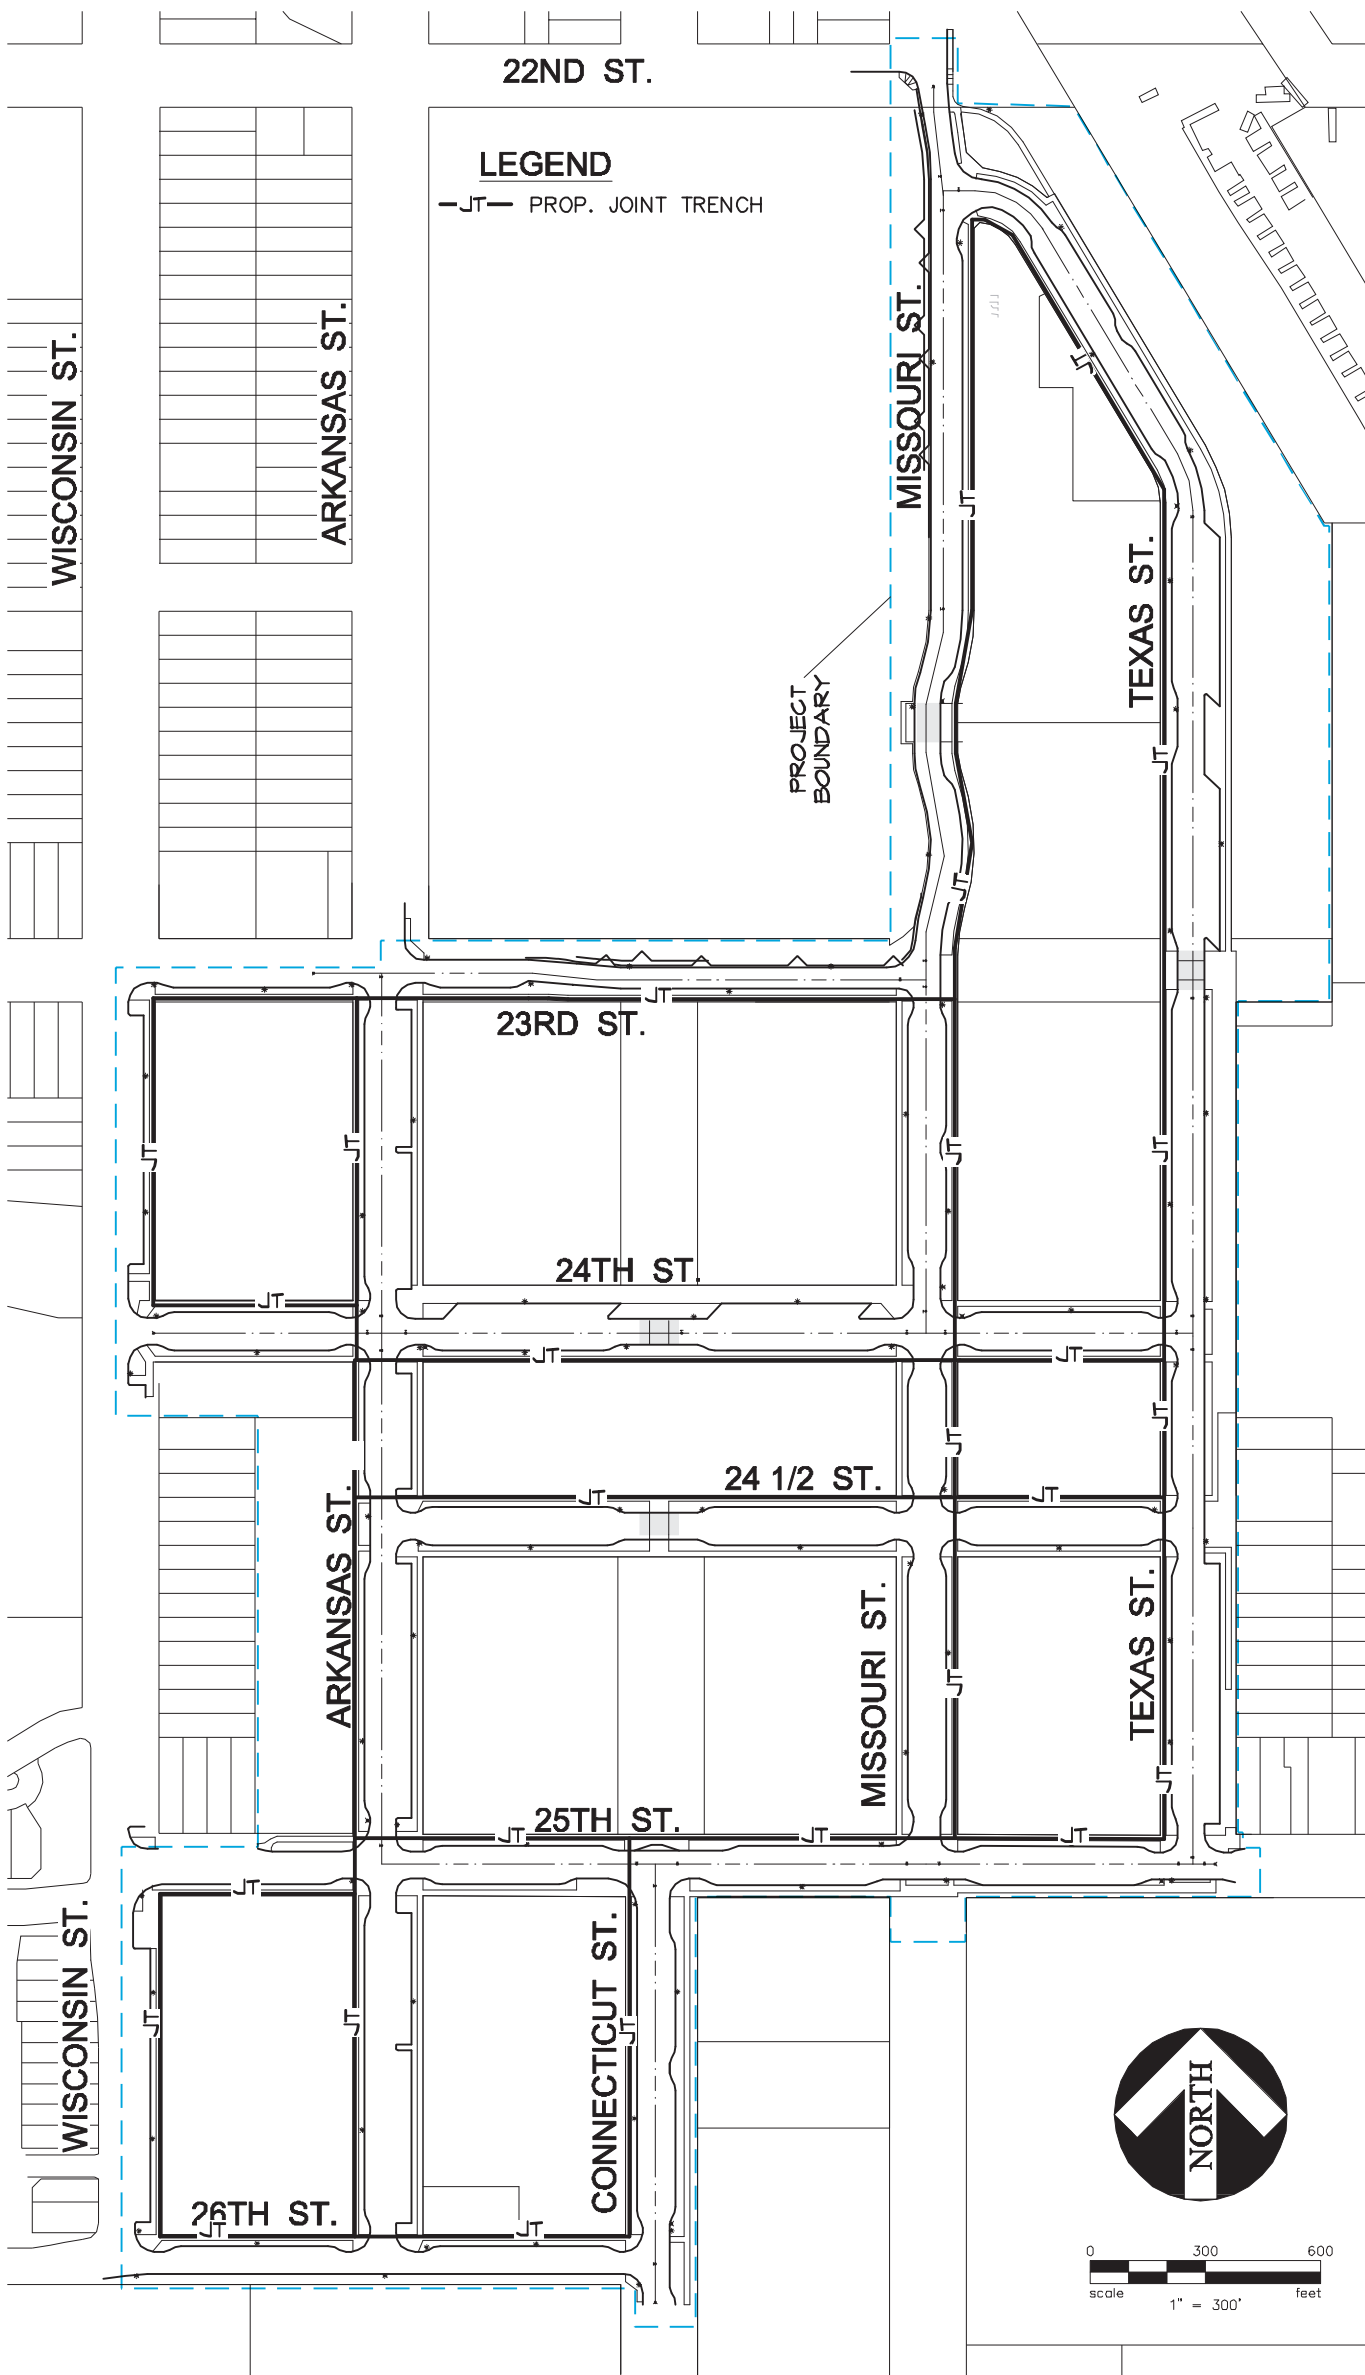 22ND ST.
LEGEND
JT PROP. JOINT TRENCH
WISCONSIN ST.
ARKANSAS ST.
MISSOURI ST.
JT
JT
TEXAS ST.
PROJECT
BOUNDARY
JT
JT
JT
23RD ST.
JT
JT
JT
JT
24TH ST.
JT
JT
JT
JT
JT
24 1/2 ST.
JT
JT
ARKANSAS ST.
MISSOURI ST.
TEXAS ST.
JT
JT
25TH ST.
JT
JT
JT
JT
WISCONSIN ST.
CONNECTICUT ST.
JT
JT
JT
26TH ST.
JT
JT
NORTH
0 300 600
scale feet
1" = 300'